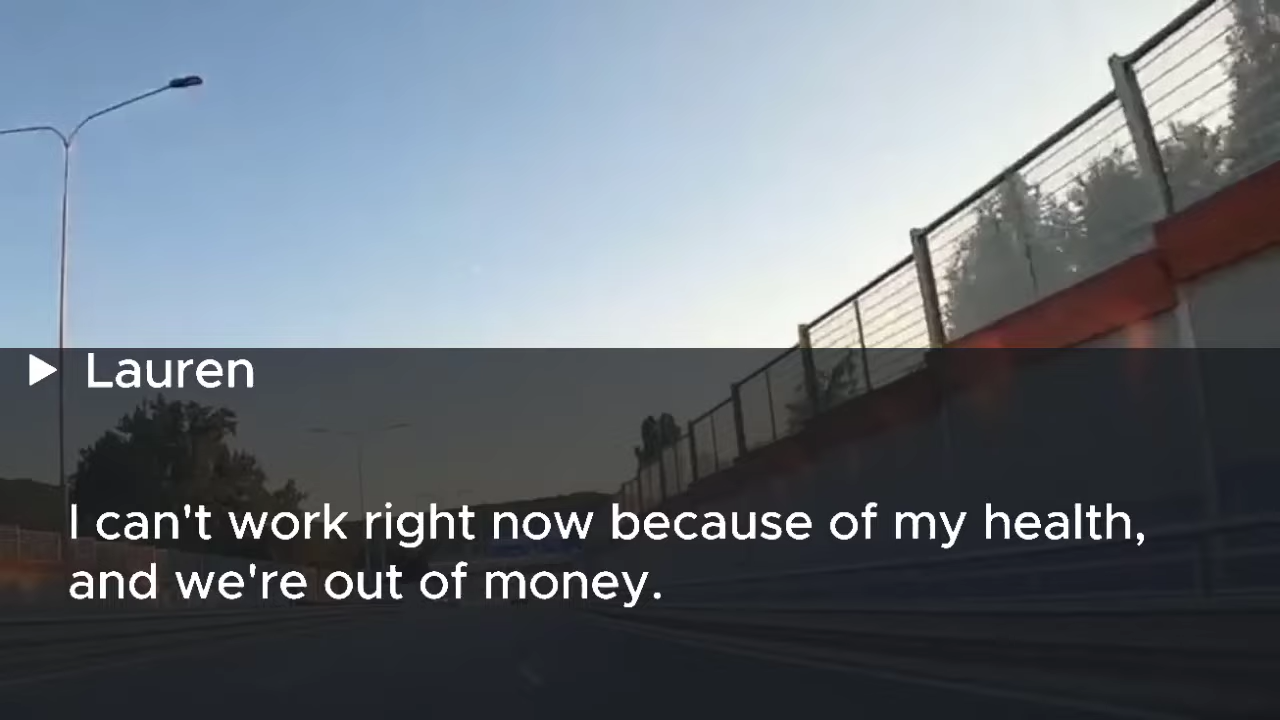 Lauren
I can't work right now because of my health,
and we're out of money.